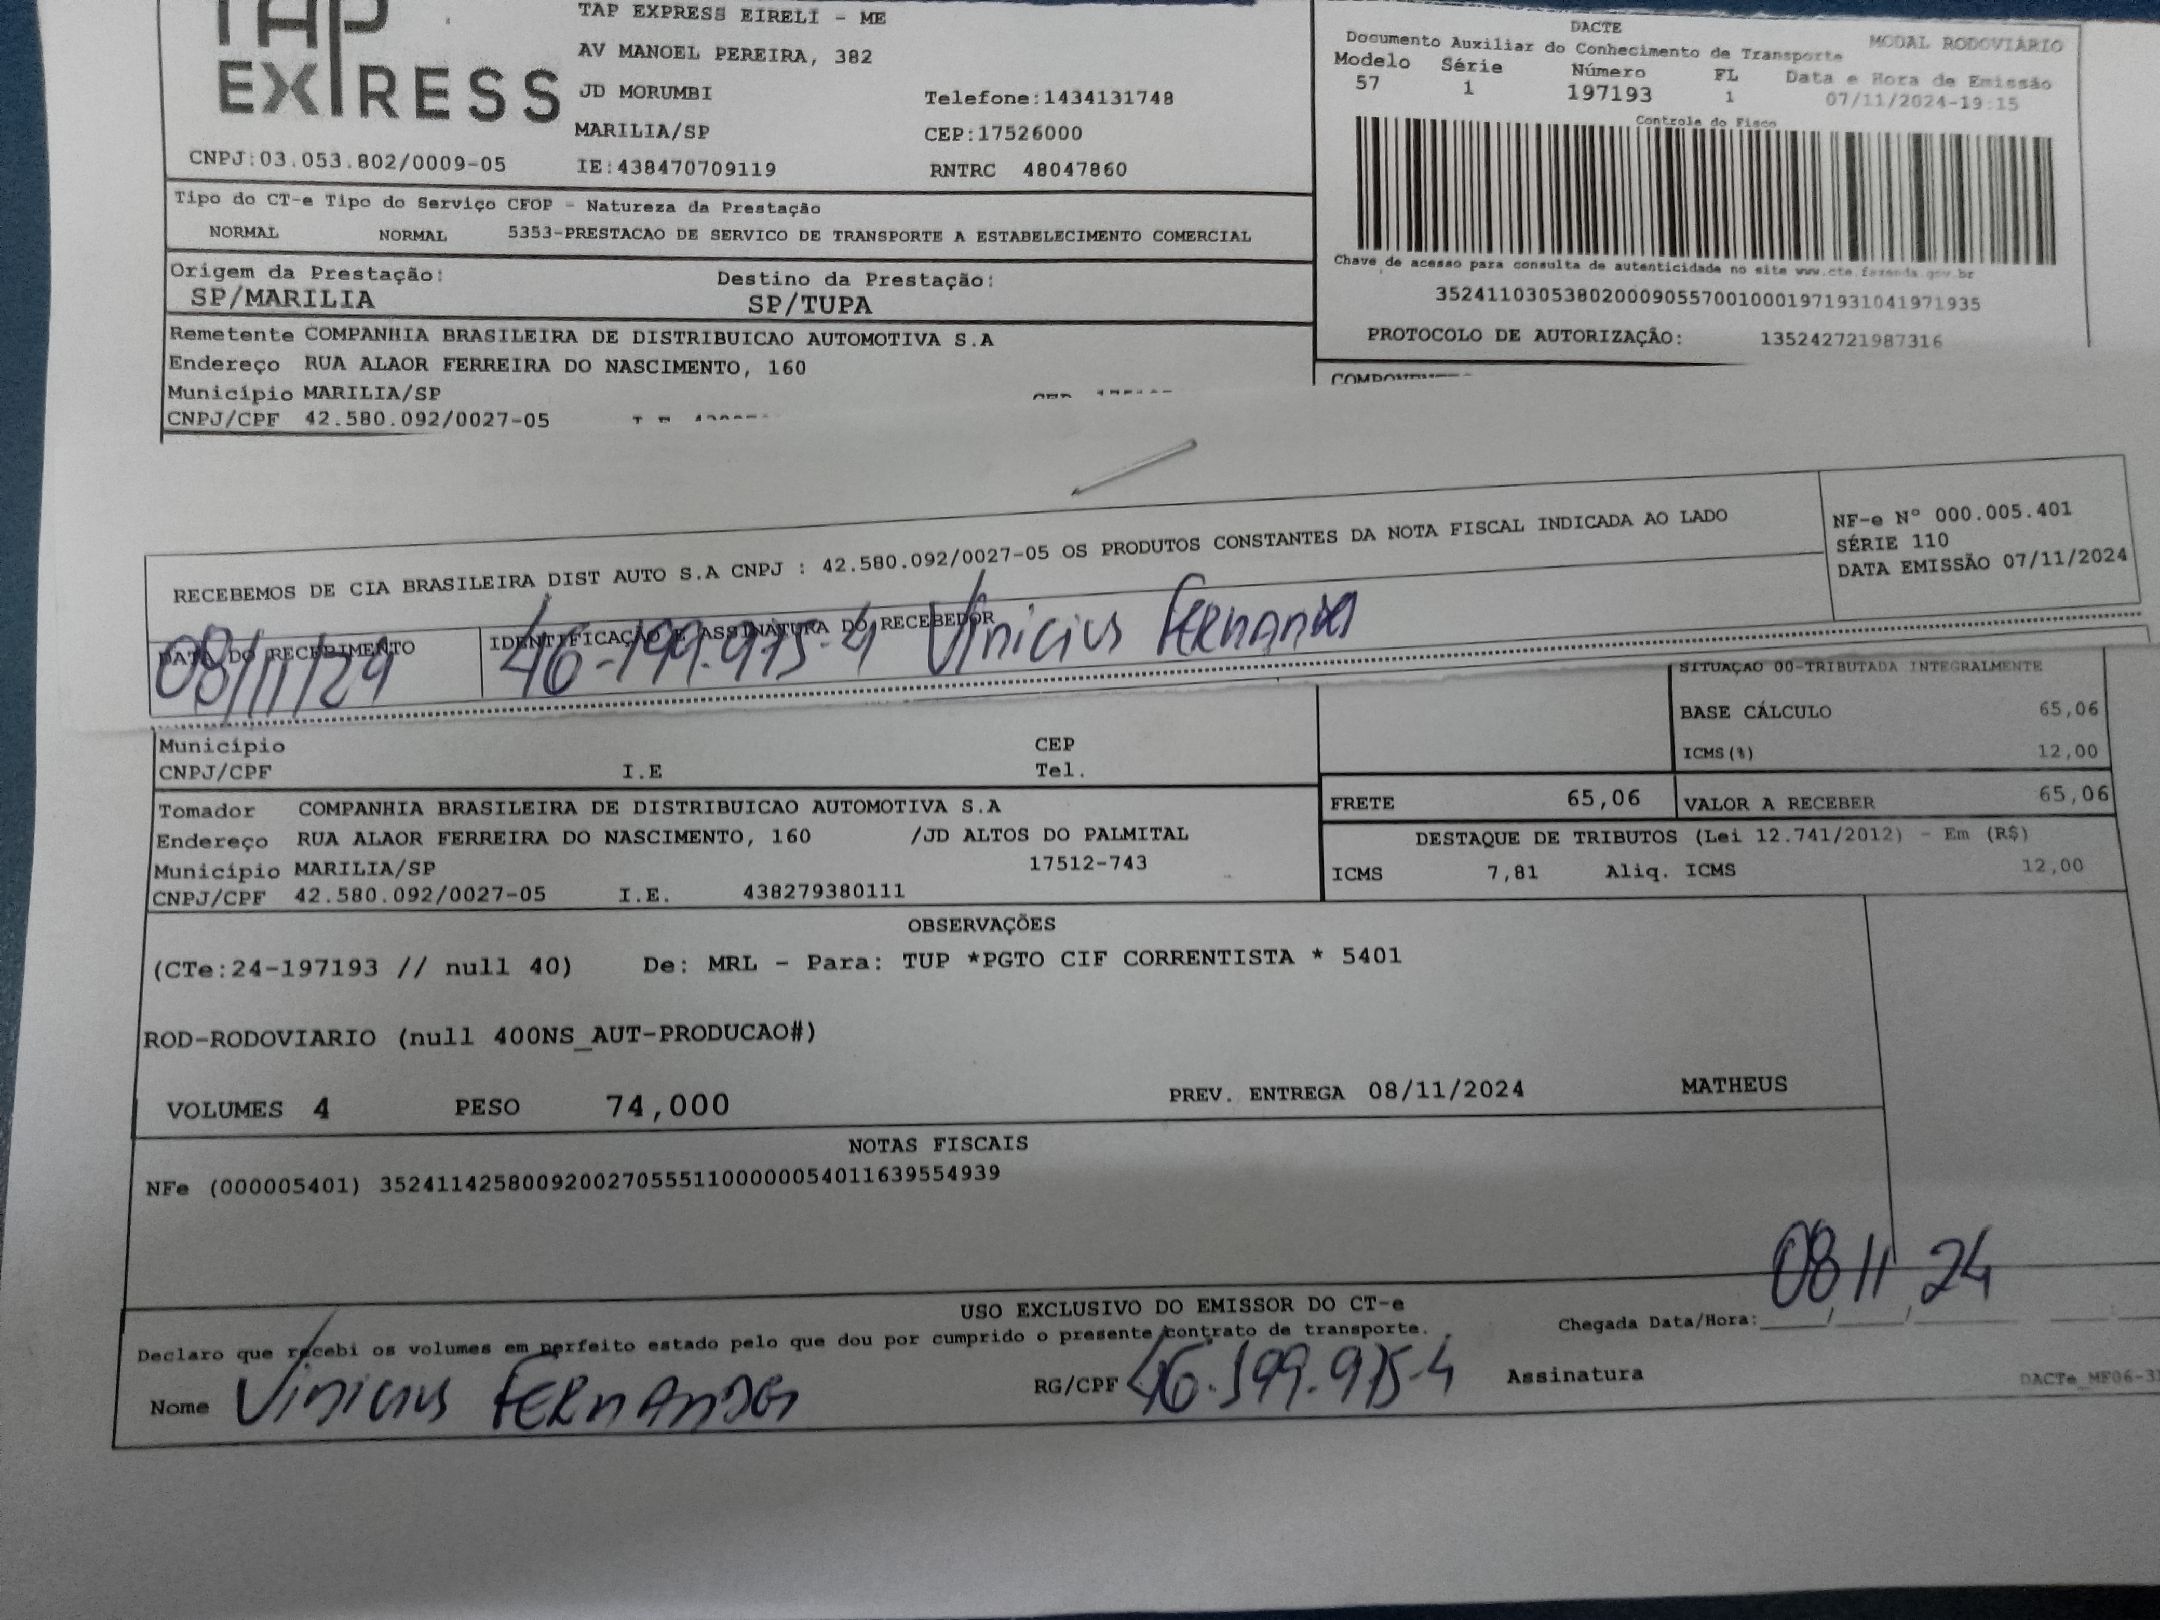 TAP
EXPRESS
TAP EXPRESS EIRELI - ME
AV MANOEL PEREIRA, 382
JD MORUMBI
Telefone:1434131748
MARILIA/SP
CEP:17526000
CNPJ:03.053.802/0009-05
IE:438470709119
RNTRC 48047860
DACTE
Documento Auxiliar do Conhecimento de Transporte
MODAL RODOVIÁRIO
Modelo Série Número FL Data e Hora de Emissão
57 1 197193 1 07/11/2024-19:15
Controle do Fisco
Chave de acesso para consulta de autenticidade no site www.cte.fazenda.gov.br
35241103053802000905570010001971931041971935
PROTOCOLO DE AUTORIZAÇÃO: 135242721987316
Tipo do CT-e Tipo do Serviço CFOP - Natureza da Prestação
NORMAL NORMAL 5353-PRESTACAO DE SERVICO DE TRANSPORTE A ESTABELECIMENTO COMERCIAL
Origem da Prestação: Destino da Prestação:
SP/MARILIA SP/TUPA
Remetente COMPANHIA BRASILEIRA DE DISTRIBUICAO AUTOMOTIVA S.A
Endereço RUA ALAOR FERREIRA DO NASCIMENTO, 160
Município MARILIA/SP
CNPJ/CPF 42.580.092/0027-05
RECEBEMOS DE CIA BRASILEIRA DIST AUTO S.A CNPJ : 42.580.092/0027-05 OS PRODUTOS CONSTANTES DA NOTA FISCAL INDICADA AO LADO
NF-e Nº 000.005.401
SÉRIE 110
DATA EMISSÃO 07/11/2024
DATA DO RECEBIMENTO
IDENTIFICAÇÃO E ASSINATURA DO RECEBEDOR
08/11/24
46-199.975-4 Vinicius Fernandes
SITUAÇAO 00-TRIBUTADA INTEGRALMENTE
BASE CÁLCULO 65,06
ICMS(%) 12,00
Município CEP
CNPJ/CPF I.E Tel.
FRETE 65,06 VALOR A RECEBER 65,06
Tomador COMPANHIA BRASILEIRA DE DISTRIBUICAO AUTOMOTIVA S.A
Endereço RUA ALAOR FERREIRA DO NASCIMENTO, 160 /JD ALTOS DO PALMITAL
Município MARILIA/SP 17512-743
CNPJ/CPF 42.580.092/0027-05 I.E. 438279380111
DESTAQUE DE TRIBUTOS (Lei 12.741/2012) - Em (R$)
ICMS 7,81 Aliq. ICMS 12,00
OBSERVAÇÕES
(CTe:24-197193 // null 40) De: MRL - Para: TUP *PGTO CIF CORRENTISTA * 5401
ROD-RODOVIARIO (null 400NS_AUT-PRODUCAO#)
VOLUMES 4 PESO 74,000 PREV. ENTREGA 08/11/2024 MATHEUS
NOTAS FISCAIS
NFe (000005401) 35241142580092002705551100000054011639554939
USO EXCLUSIVO DO EMISSOR DO CT-e
Declaro que recebi os volumes em perfeito estado pelo que dou por cumprido o presente contrato de transporte.
Chegada Data/Hora: 08 11 24
Nome Vinicius Fernandes RG/CPF 46.199.975-4 Assinatura